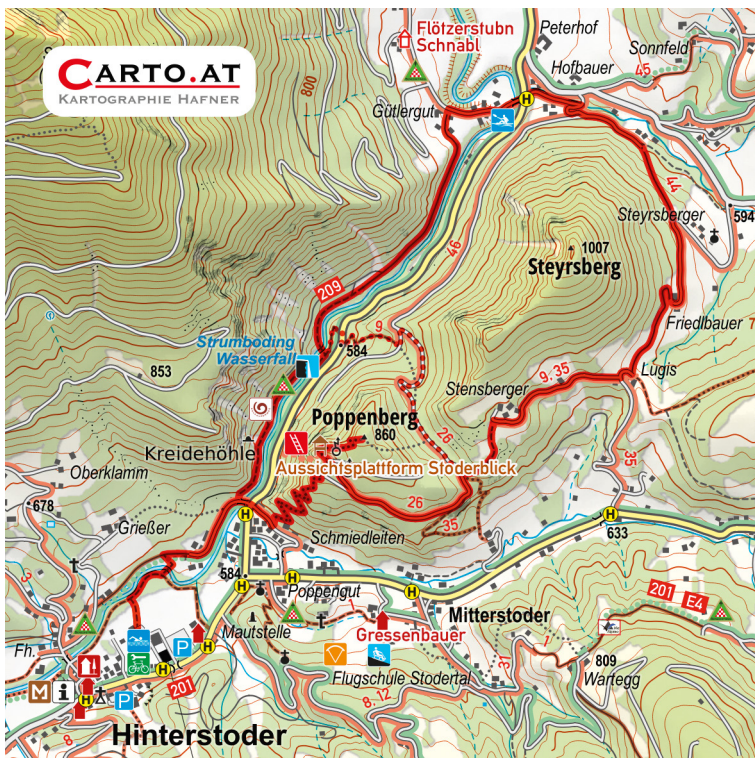 Flötzerstubn
Schnabl
Peterhof
Sonnfeld
Hofbauer
45
CARTO.AT
KARTOGRAPHIE HAFNER
800
Gütlergut
H
44
Steyrsberger
594
46
1007
Steyrsberg
209
Friedlbauer
9
Strumboding
Wasserfall
584
853
Lugis
9. 35
Stensberger
Poppenberg
860
26
Kreidehöhle
Aussichtsplattform Stoderblick
35
Oberklamm
26
678
35
H
H
Grießer
633
Schmiedleiten
584
H
H
H
3
Poppengut
201
E4
Mitterstoder
Mautstelle
Gressenbauer
1
Fh.
P
H
31
809
Wartegg
H
Flugschule Stodertal
201
M
i
H
P
8. 12
8
Hinterstoder